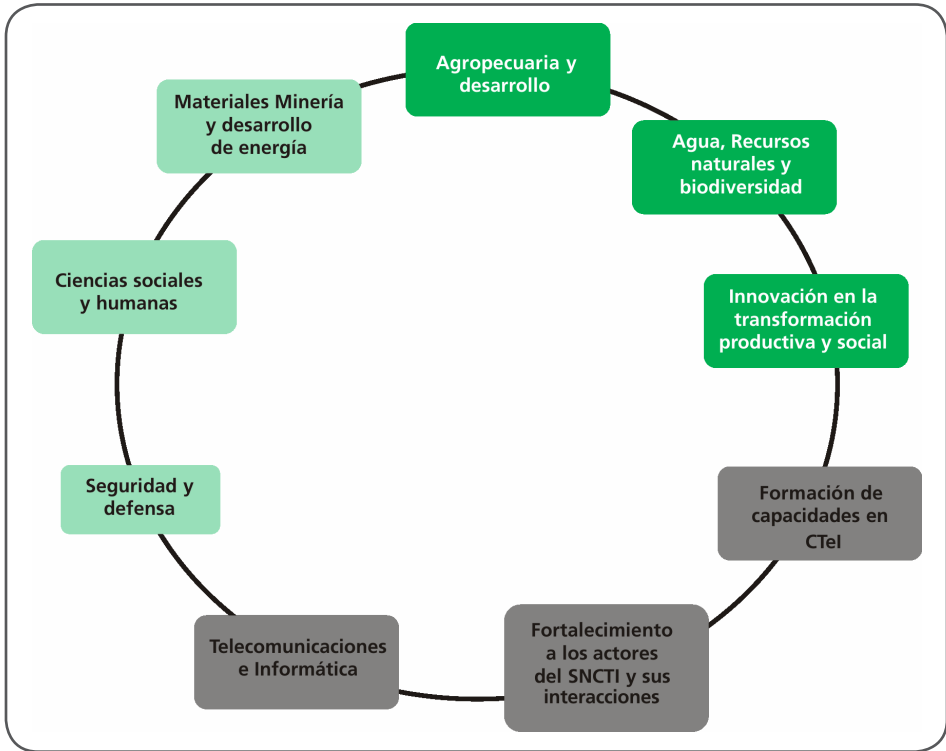 Agropecuaria y
desarrollo
Agua, Recursos
naturales y
biodiversidad
Innovación en la
transformación
productiva y social
Formación de
capacidades en
CTeI
Fortalecimiento
a los actores
del SNCTI y sus
interacciones
Telecomunicaciones
e Informática
Seguridad y
defensa
Ciencias sociales
y humanas
Materiales Minería
y desarrollo
de energía